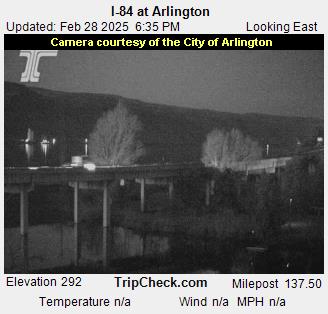 I-84 at Arlington
Updated: Feb 28 2025 6:35 PM Looking East
Camera courtesy of the City of Arlington
Elevation 292 TripCheck.com Milepost 137.50
Temperature n/a Wind n/a MPH n/a